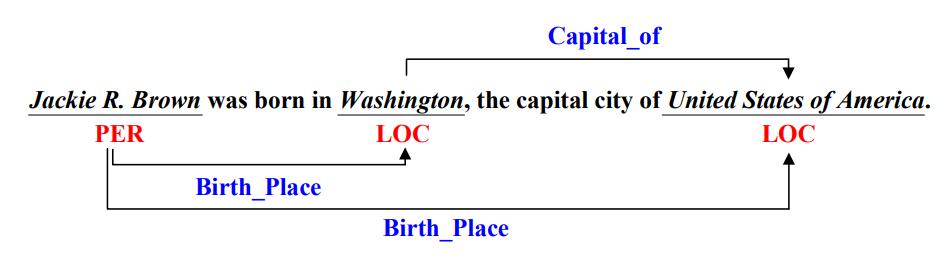 Capital_of
Jackie R. Brown was born in Washington, the capital city of United States of America.
PER LOC LOC
Birth_Place
Birth_Place